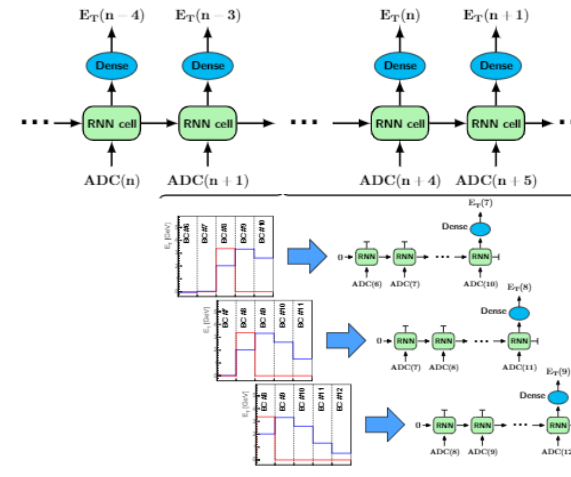 E_T(n − 4) E_T(n − 3) E_T(n) E_T(n + 1)
Dense Dense Dense Dense
... RNN cell RNN cell ... RNN cell RNN cell ...
ADC(n) ADC(n + 1) ADC(n + 4) ADC(n + 5)
E_T [GeV]
BC #6 BC #7 BC #8 BC #9 BC #10
E_T(7)
Dense
0 RNN RNN ... RNN
ADC(6) ADC(7) ADC(10)
E_T [GeV]
BC #7 BC #8 BC #9 BC #10 BC #11
E_T(8)
Dense
0 RNN RNN ... RNN
ADC(7) ADC(8) ADC(11)
E_T [GeV]
BC #8 BC #9 BC #10 BC #11 BC #12
E_T(9)
Dense
0 RNN RNN ... RNN
ADC(8) ADC(9) ADC(12